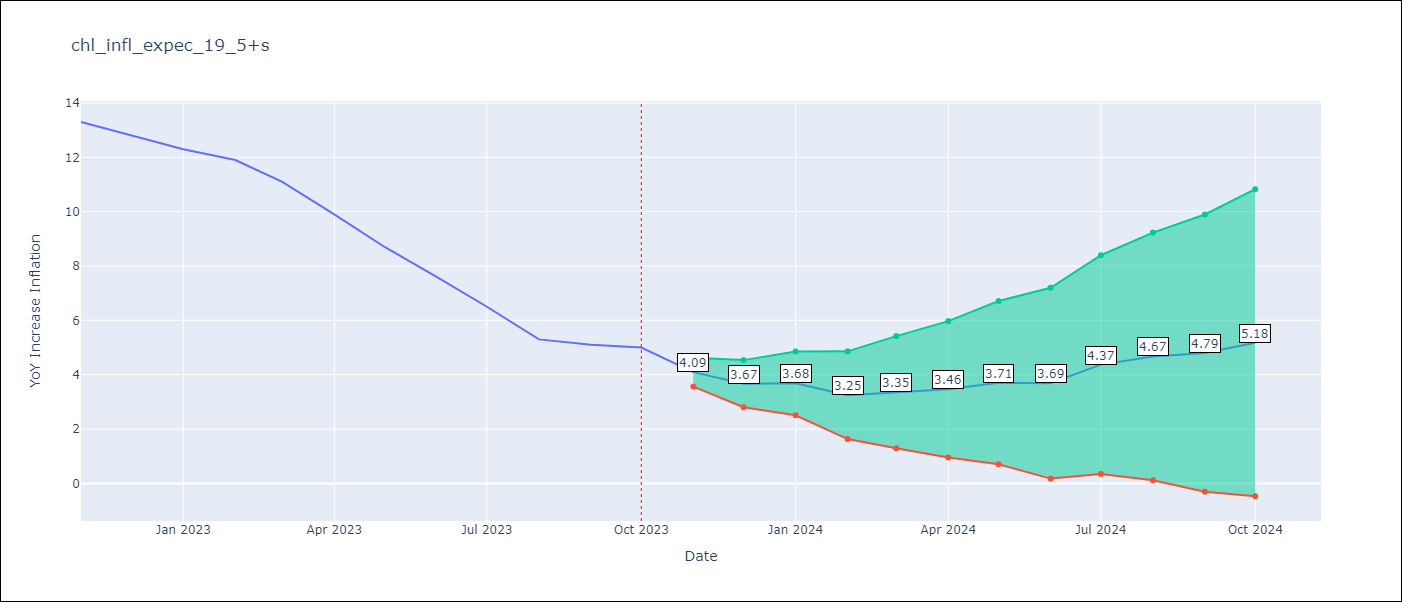 chl_infl_expec_19_5+s
14
12
10
8
6
4
2
0
YoY Increase Inflation
4.09
3.67
3.68
3.25
3.35
3.46
3.71
3.69
4.37
4.67
4.79
5.18
Jan 2023
Apr 2023
Jul 2023
Oct 2023
Jan 2024
Apr 2024
Jul 2024
Oct 2024
Date